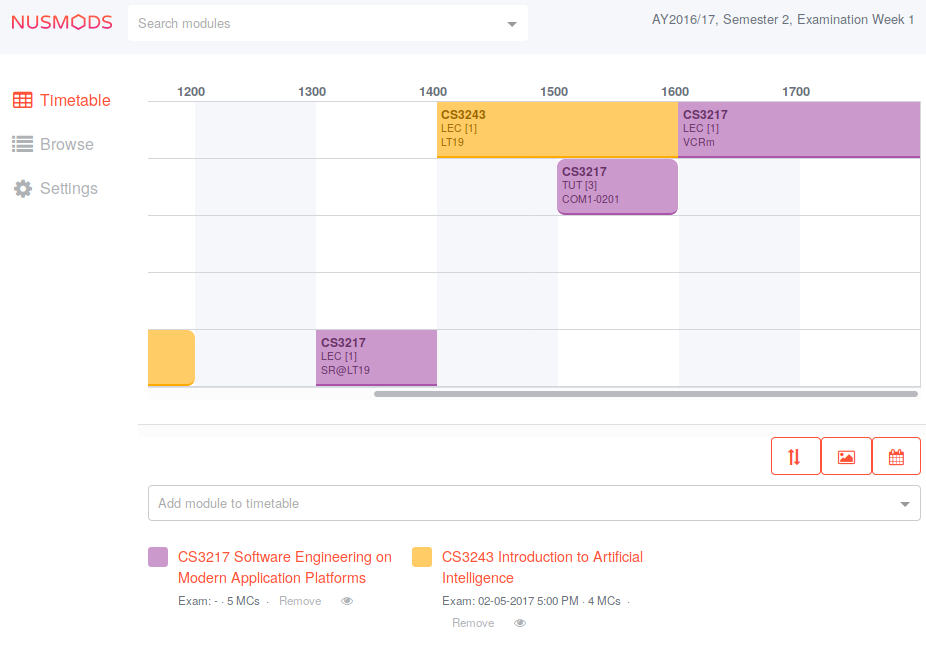 NUSMODS
Search modules
AY2016/17, Semester 2, Examination Week 1
Timetable
Browse
Settings
1200 1300 1400 1500 1600 1700
CS3243
LEC [1]
LT19
CS3217
LEC [1]
VCRm
CS3217
TUT [3]
COM1-0201
CS3217
LEC [1]
SR@LT19
Add module to timetable
CS3217 Software Engineering on
Modern Application Platforms
Exam: - · 5 MCs · Remove
CS3243 Introduction to Artificial
Intelligence
Exam: 02-05-2017 5:00 PM · 4 MCs ·
Remove